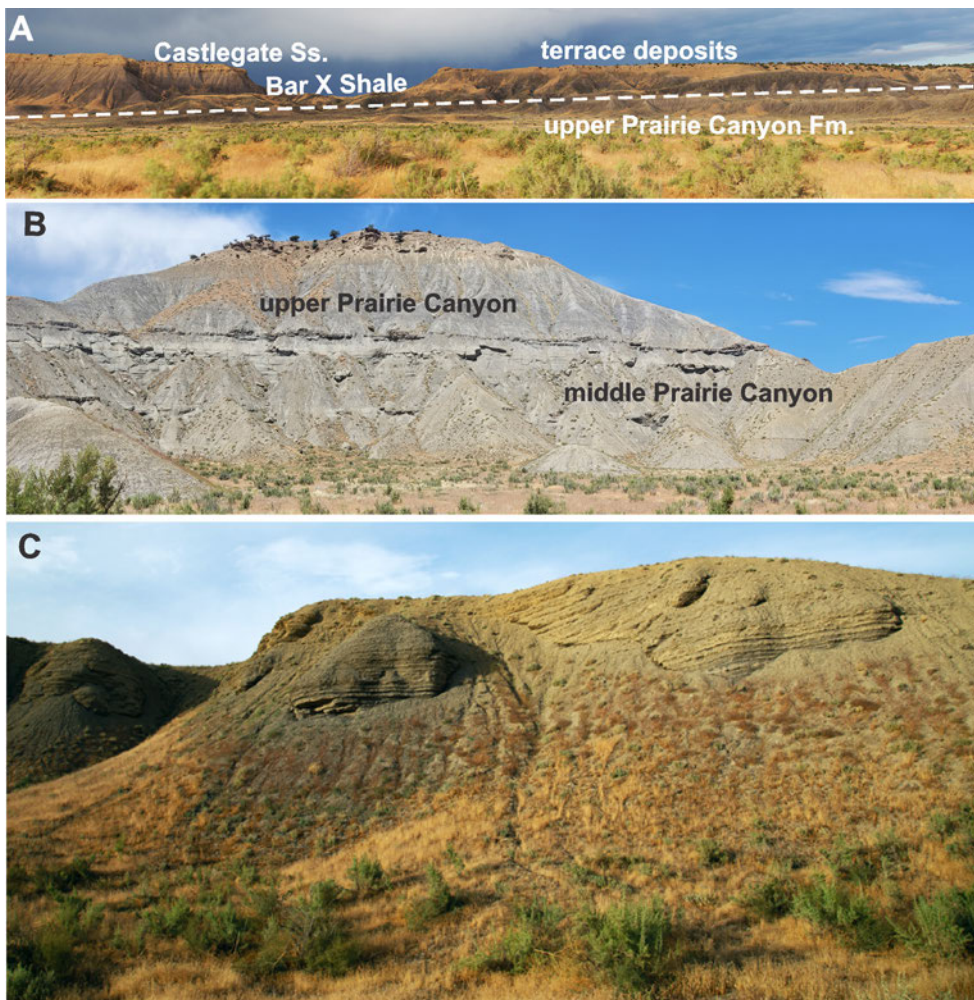 A
Castlegate Ss.
terrace deposits
Bar X Shale
upper Prairie Canyon Fm.
B
upper Prairie Canyon
middle Prairie Canyon
C